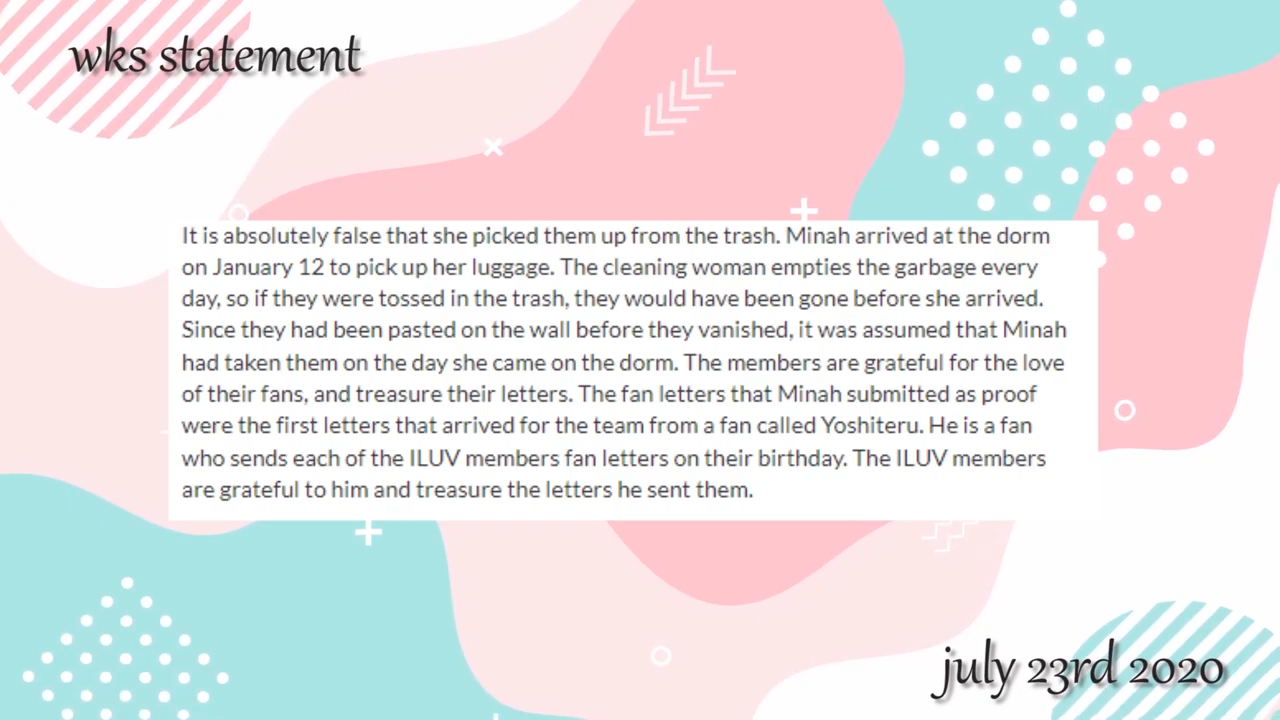 wks statement
It is absolutely false that she picked them up from the trash. Minah arrived at the dorm
on January 12 to pick up her luggage. The cleaning woman empties the garbage every
day, so if they were tossed in the trash, they would have been gone before she arrived.
Since they had been pasted on the wall before they vanished, it was assumed that Minah
had taken them on the day she came on the dorm. The members are grateful for the love
of their fans, and treasure their letters. The fan letters that Minah submitted as proof
were the first letters that arrived for the team from a fan called Yoshiteru. He is a fan
who sends each of the ILUV members fan letters on their birthday. The ILUV members
are grateful to him and treasure the letters he sent them.
july 23rd 2020